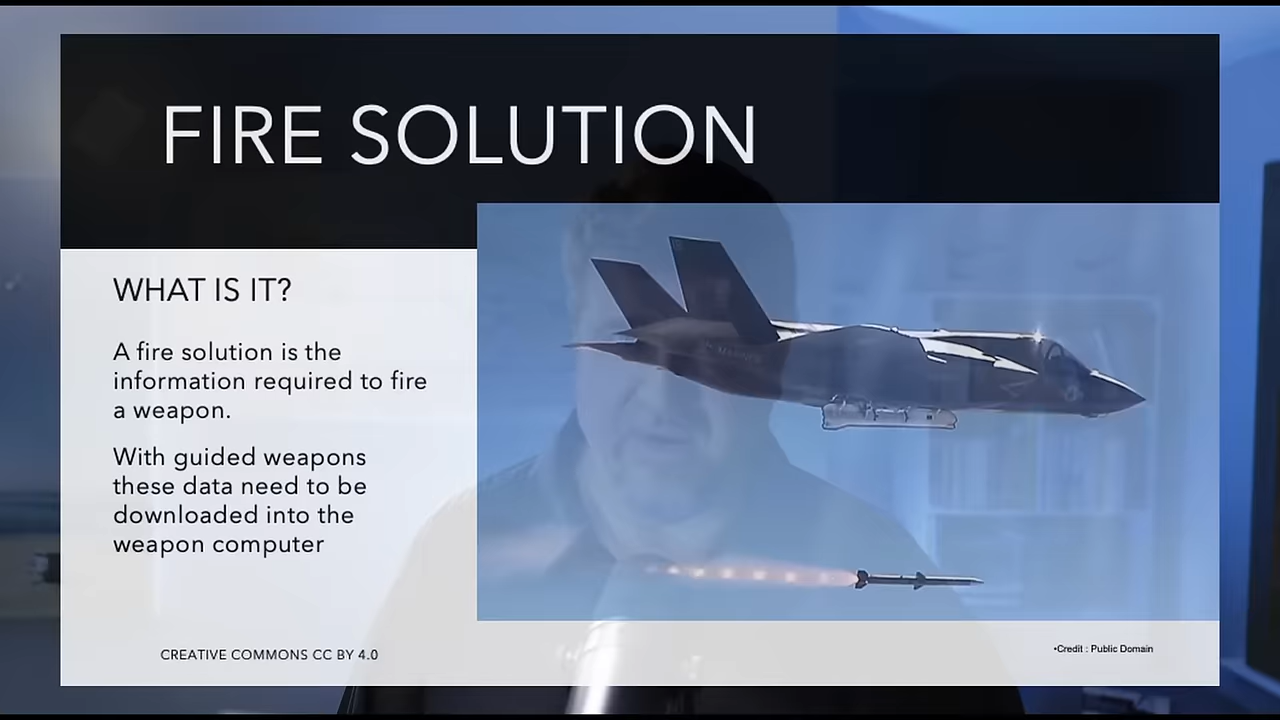 FIRE SOLUTION
WHAT IS IT?
A fire solution is the
information required to fire
a weapon.
With guided weapons
these data need to be
downloaded into the
weapon computer
CREATIVE COMMONS CC BY 4.0
•Credit : Public Domain